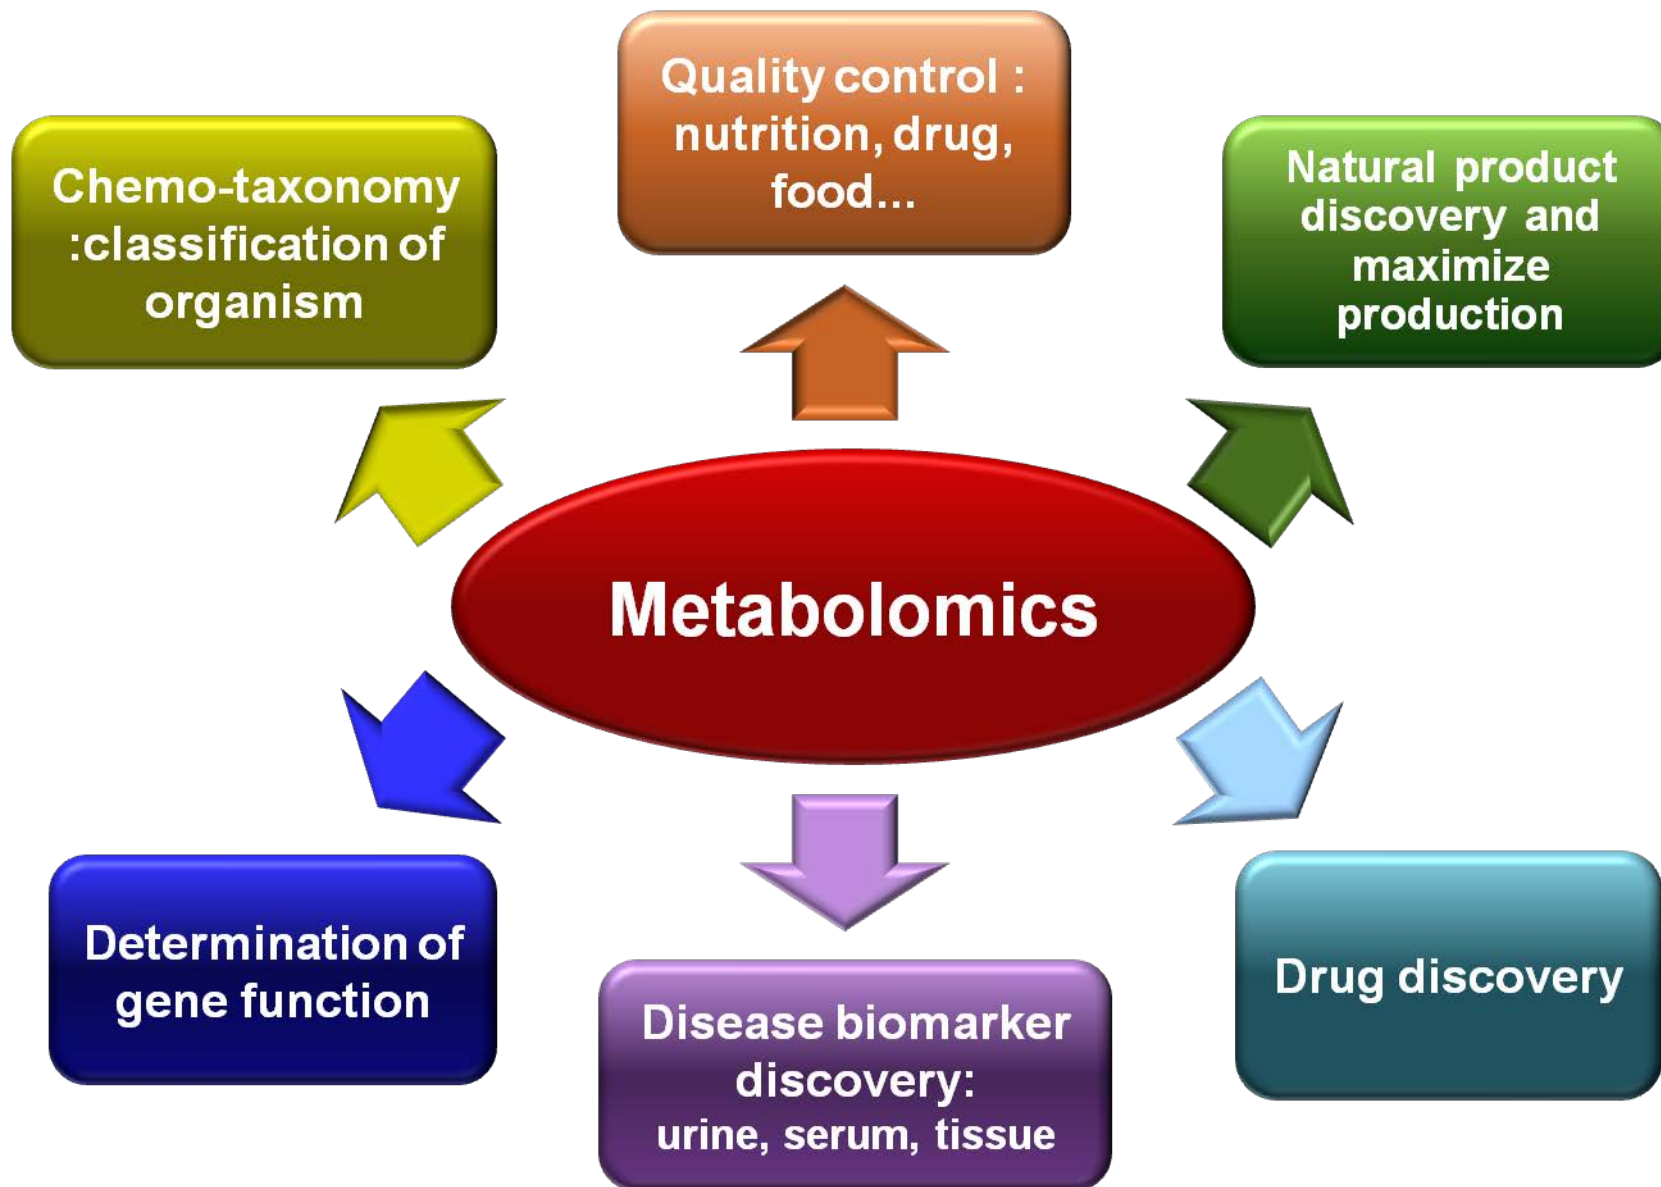 Quality control :
nutrition, drug,
food...
Chemo-taxonomy
:classification of
organism
Natural product
discovery and
maximize
production
Metabolomics
Determination of
gene function
Disease biomarker
discovery:
urine, serum, tissue
Drug discovery